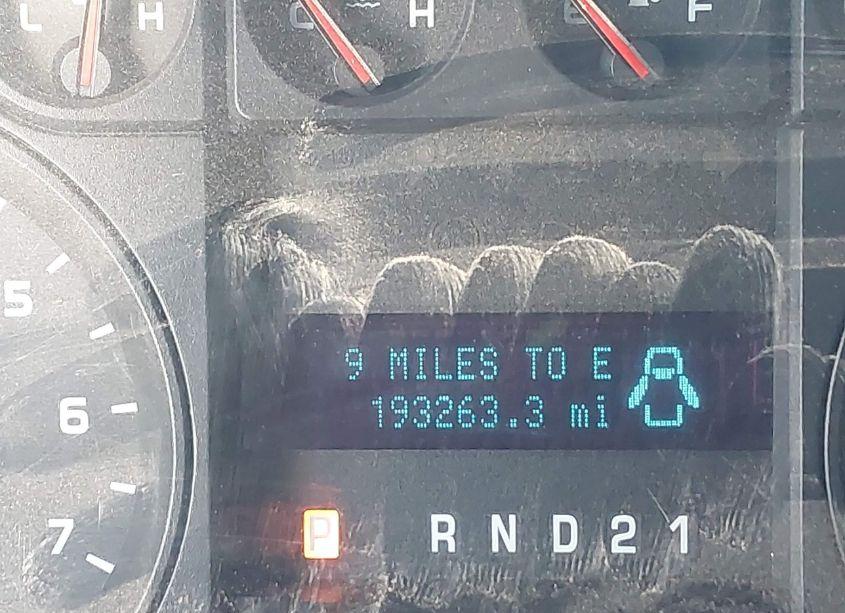 L H
C H
E F
5
9 MILES TO E
193263.3 mi
6
P R N D 2 1
7